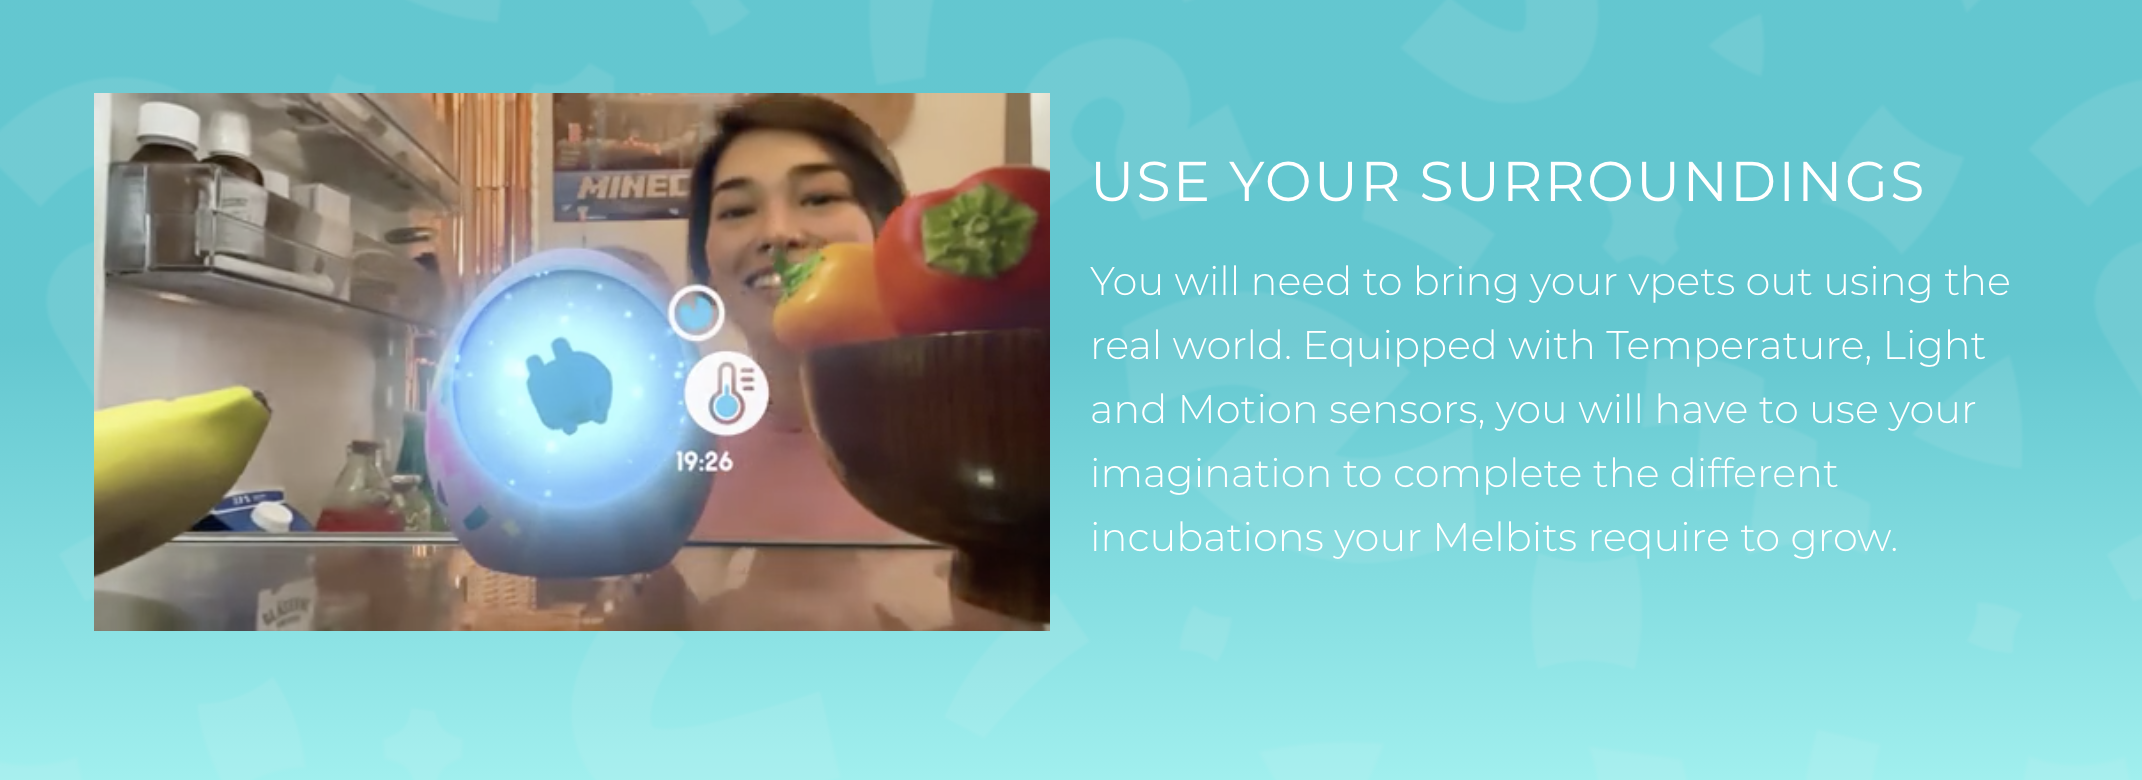 MINEC
19:26
USE YOUR SURROUNDINGS
You will need to bring your vpets out using the
real world. Equipped with Temperature, Light
and Motion sensors, you will have to use your
imagination to complete the different
incubations your Melbits require to grow.